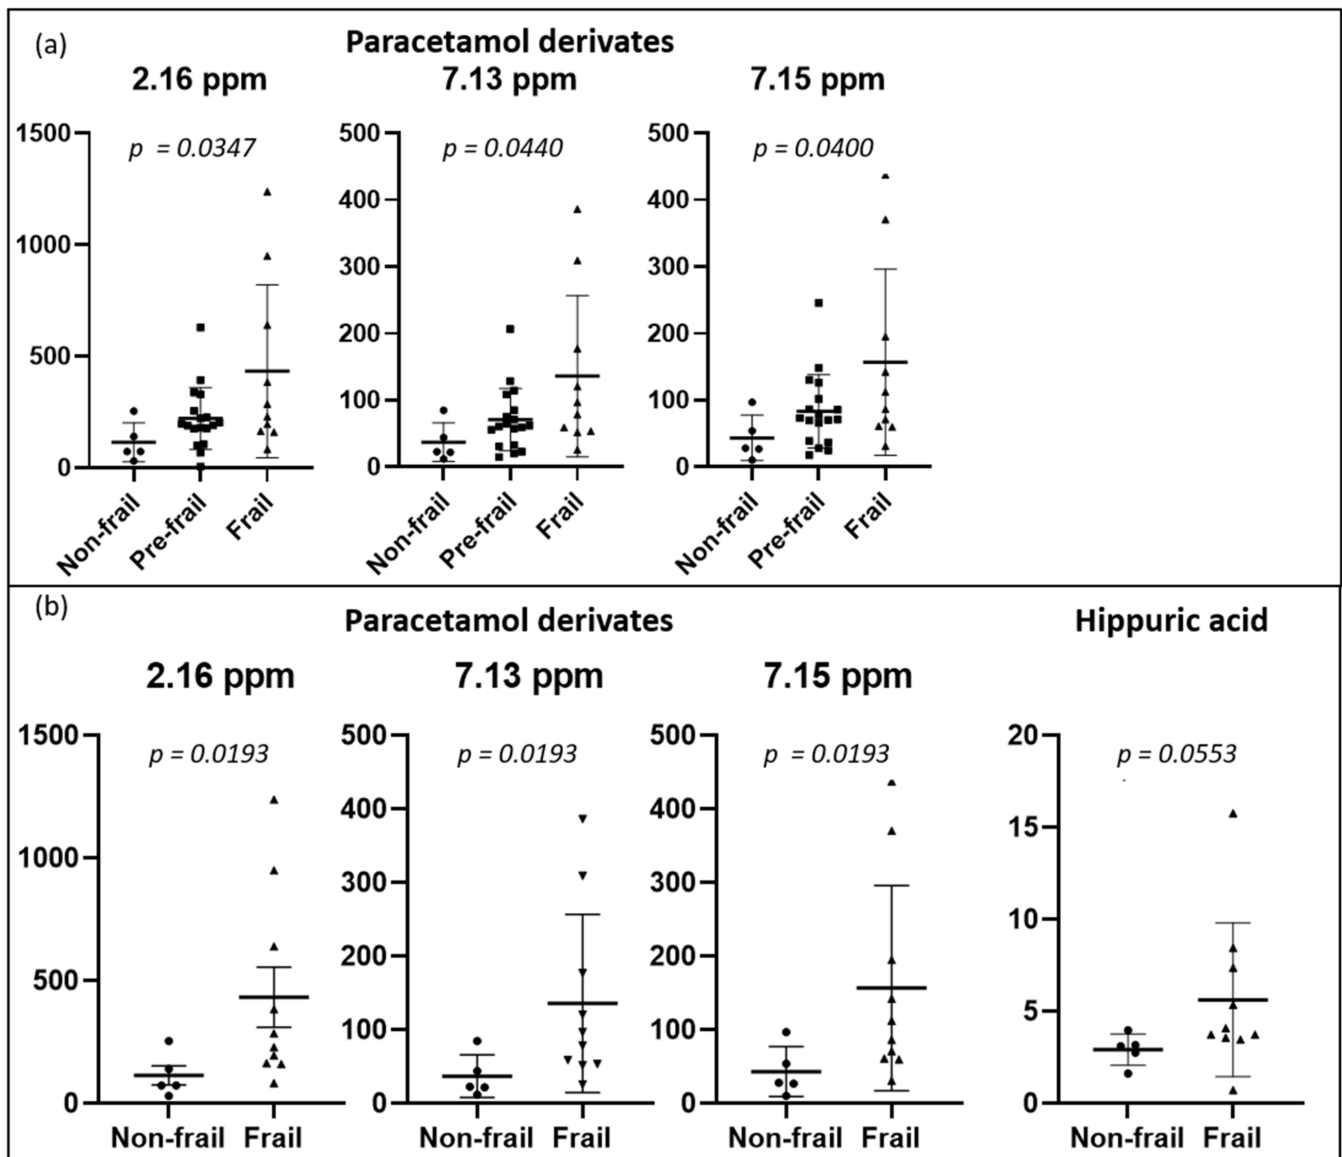 (a)
Paracetamol derivates
2.16 ppm 7.13 ppm 7.15 ppm
p = 0.0347 p = 0.0440 p = 0.0400
1500
1000
500
0
Non-frail Pre-frail Frail
500
400
300
200
100
0
Non-frail Pre-frail Frail
500
400
300
200
100
0
Non-frail Pre-frail Frail
(b)
Paracetamol derivates Hippuric acid
2.16 ppm 7.13 ppm 7.15 ppm
p = 0.0193 p = 0.0193 p = 0.0193 p = 0.0553
1500
1000
500
0
Non-frail Frail
500
400
300
200
100
0
Non-frail Frail
500
400
300
200
100
0
Non-frail Frail
20
15
10
5
0
Non-frail Frail